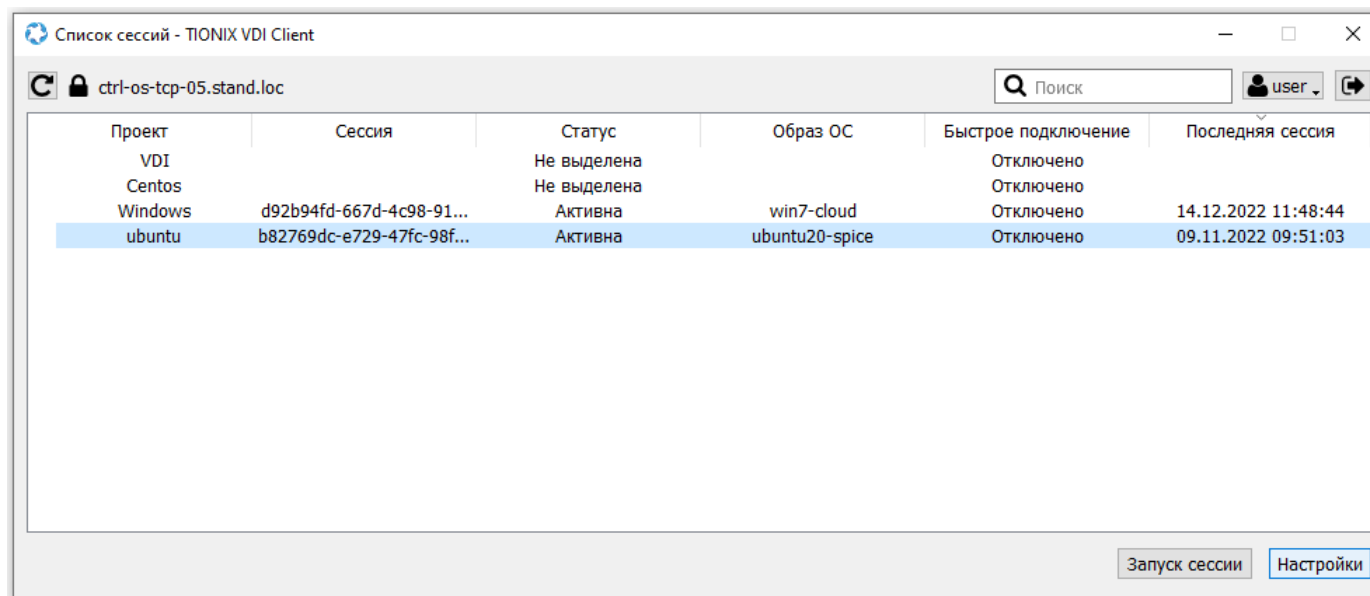 Список сессий - TIONIX VDI Client
ctrl-os-tcp-05.stand.loc Поиск user
Проект Сессия Статус Образ ОС Быстрое подключение Последняя сессия
VDI Не выделена Отключено
Centos Не выделена Отключено
Windows d92b94fd-667d-4c98-91... Активна win7-cloud Отключено 14.12.2022 11:48:44
ubuntu b82769dc-e729-47fc-98f... Активна ubuntu20-spice Отключено 09.11.2022 09:51:03
Запуск сессии Настройки